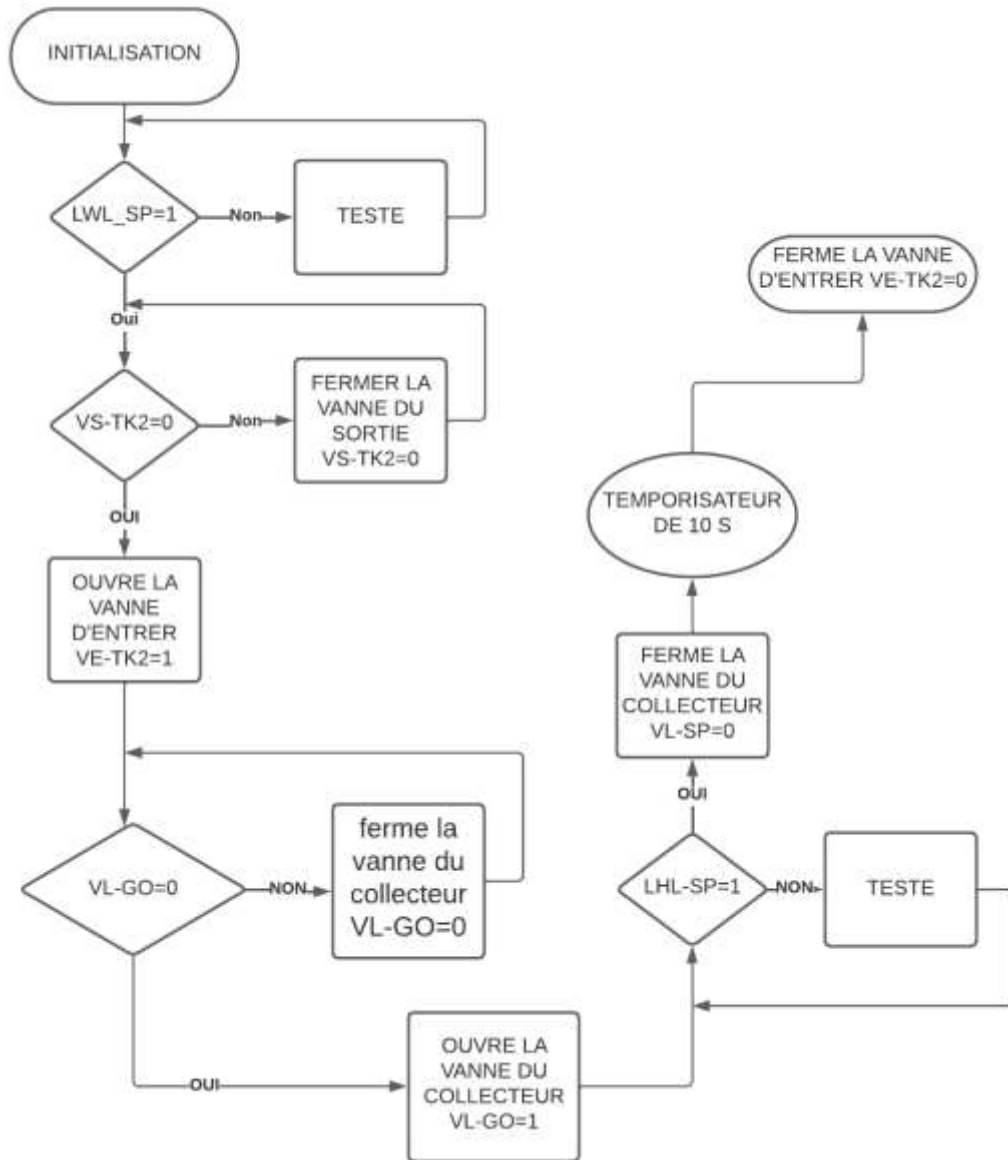 INITIALISATION
LWL_SP=1
Non
TESTE
Oui
VS-TK2=0
Non
FERMER LA
VANNE DU
SORTIE
VS-TK2=0
OUI
OUVRE LA
VANNE
D'ENTRER
VE-TK2=1
VL-GO=0
NON
ferme la
vanne du
collecteur
VL-GO=0
OUI
OUVRE LA
VANNE DU
COLLECTEUR
VL-GO=1
LHL-SP=1
NON
TESTE
OUI
FERME LA
VANNE DU
COLLECTEUR
VL-SP=0
TEMPORISATEUR
DE 10 S
FERME LA VANNE
D'ENTRER VE-TK2=0